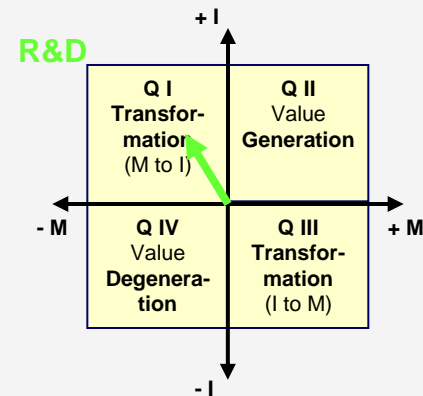 + I
R&D
Q I
Transfor-
mation
(M to I)
Q II
Value
Generation
- M
+ M
Q IV
Value
Degenera-
tion
Q III
Transfor-
mation
(I to M)
- I